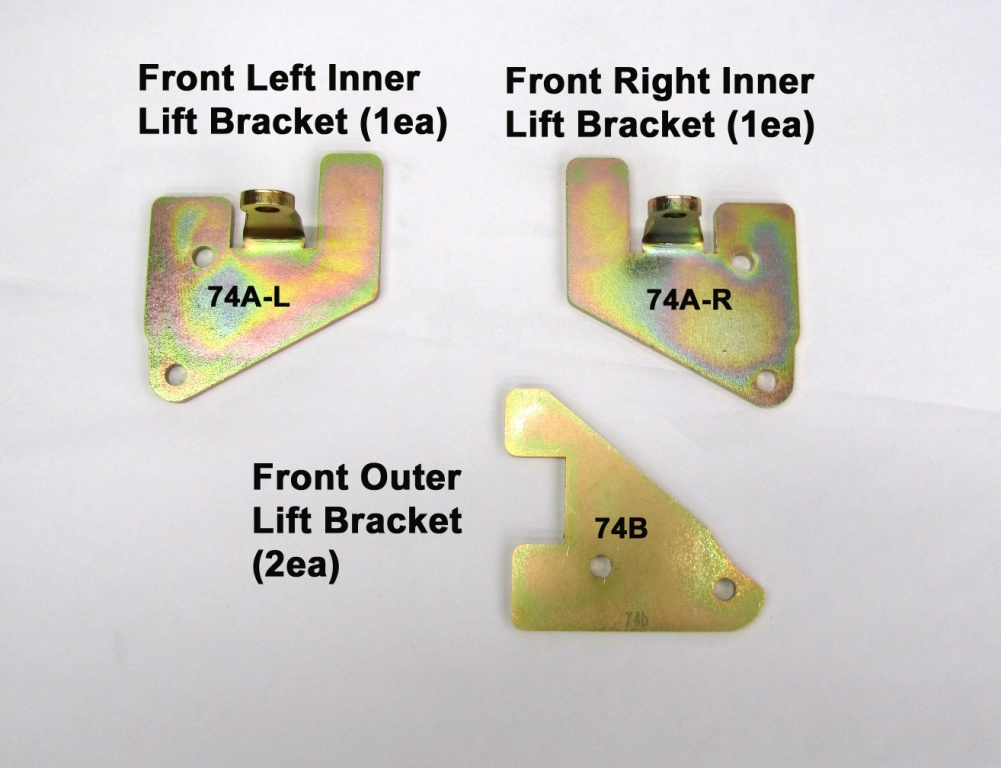 Front Left Inner
Lift Bracket (1ea)
Front Right Inner
Lift Bracket (1ea)
74A-L
74A-R
Front Outer
Lift Bracket
(2ea)
74B
74b